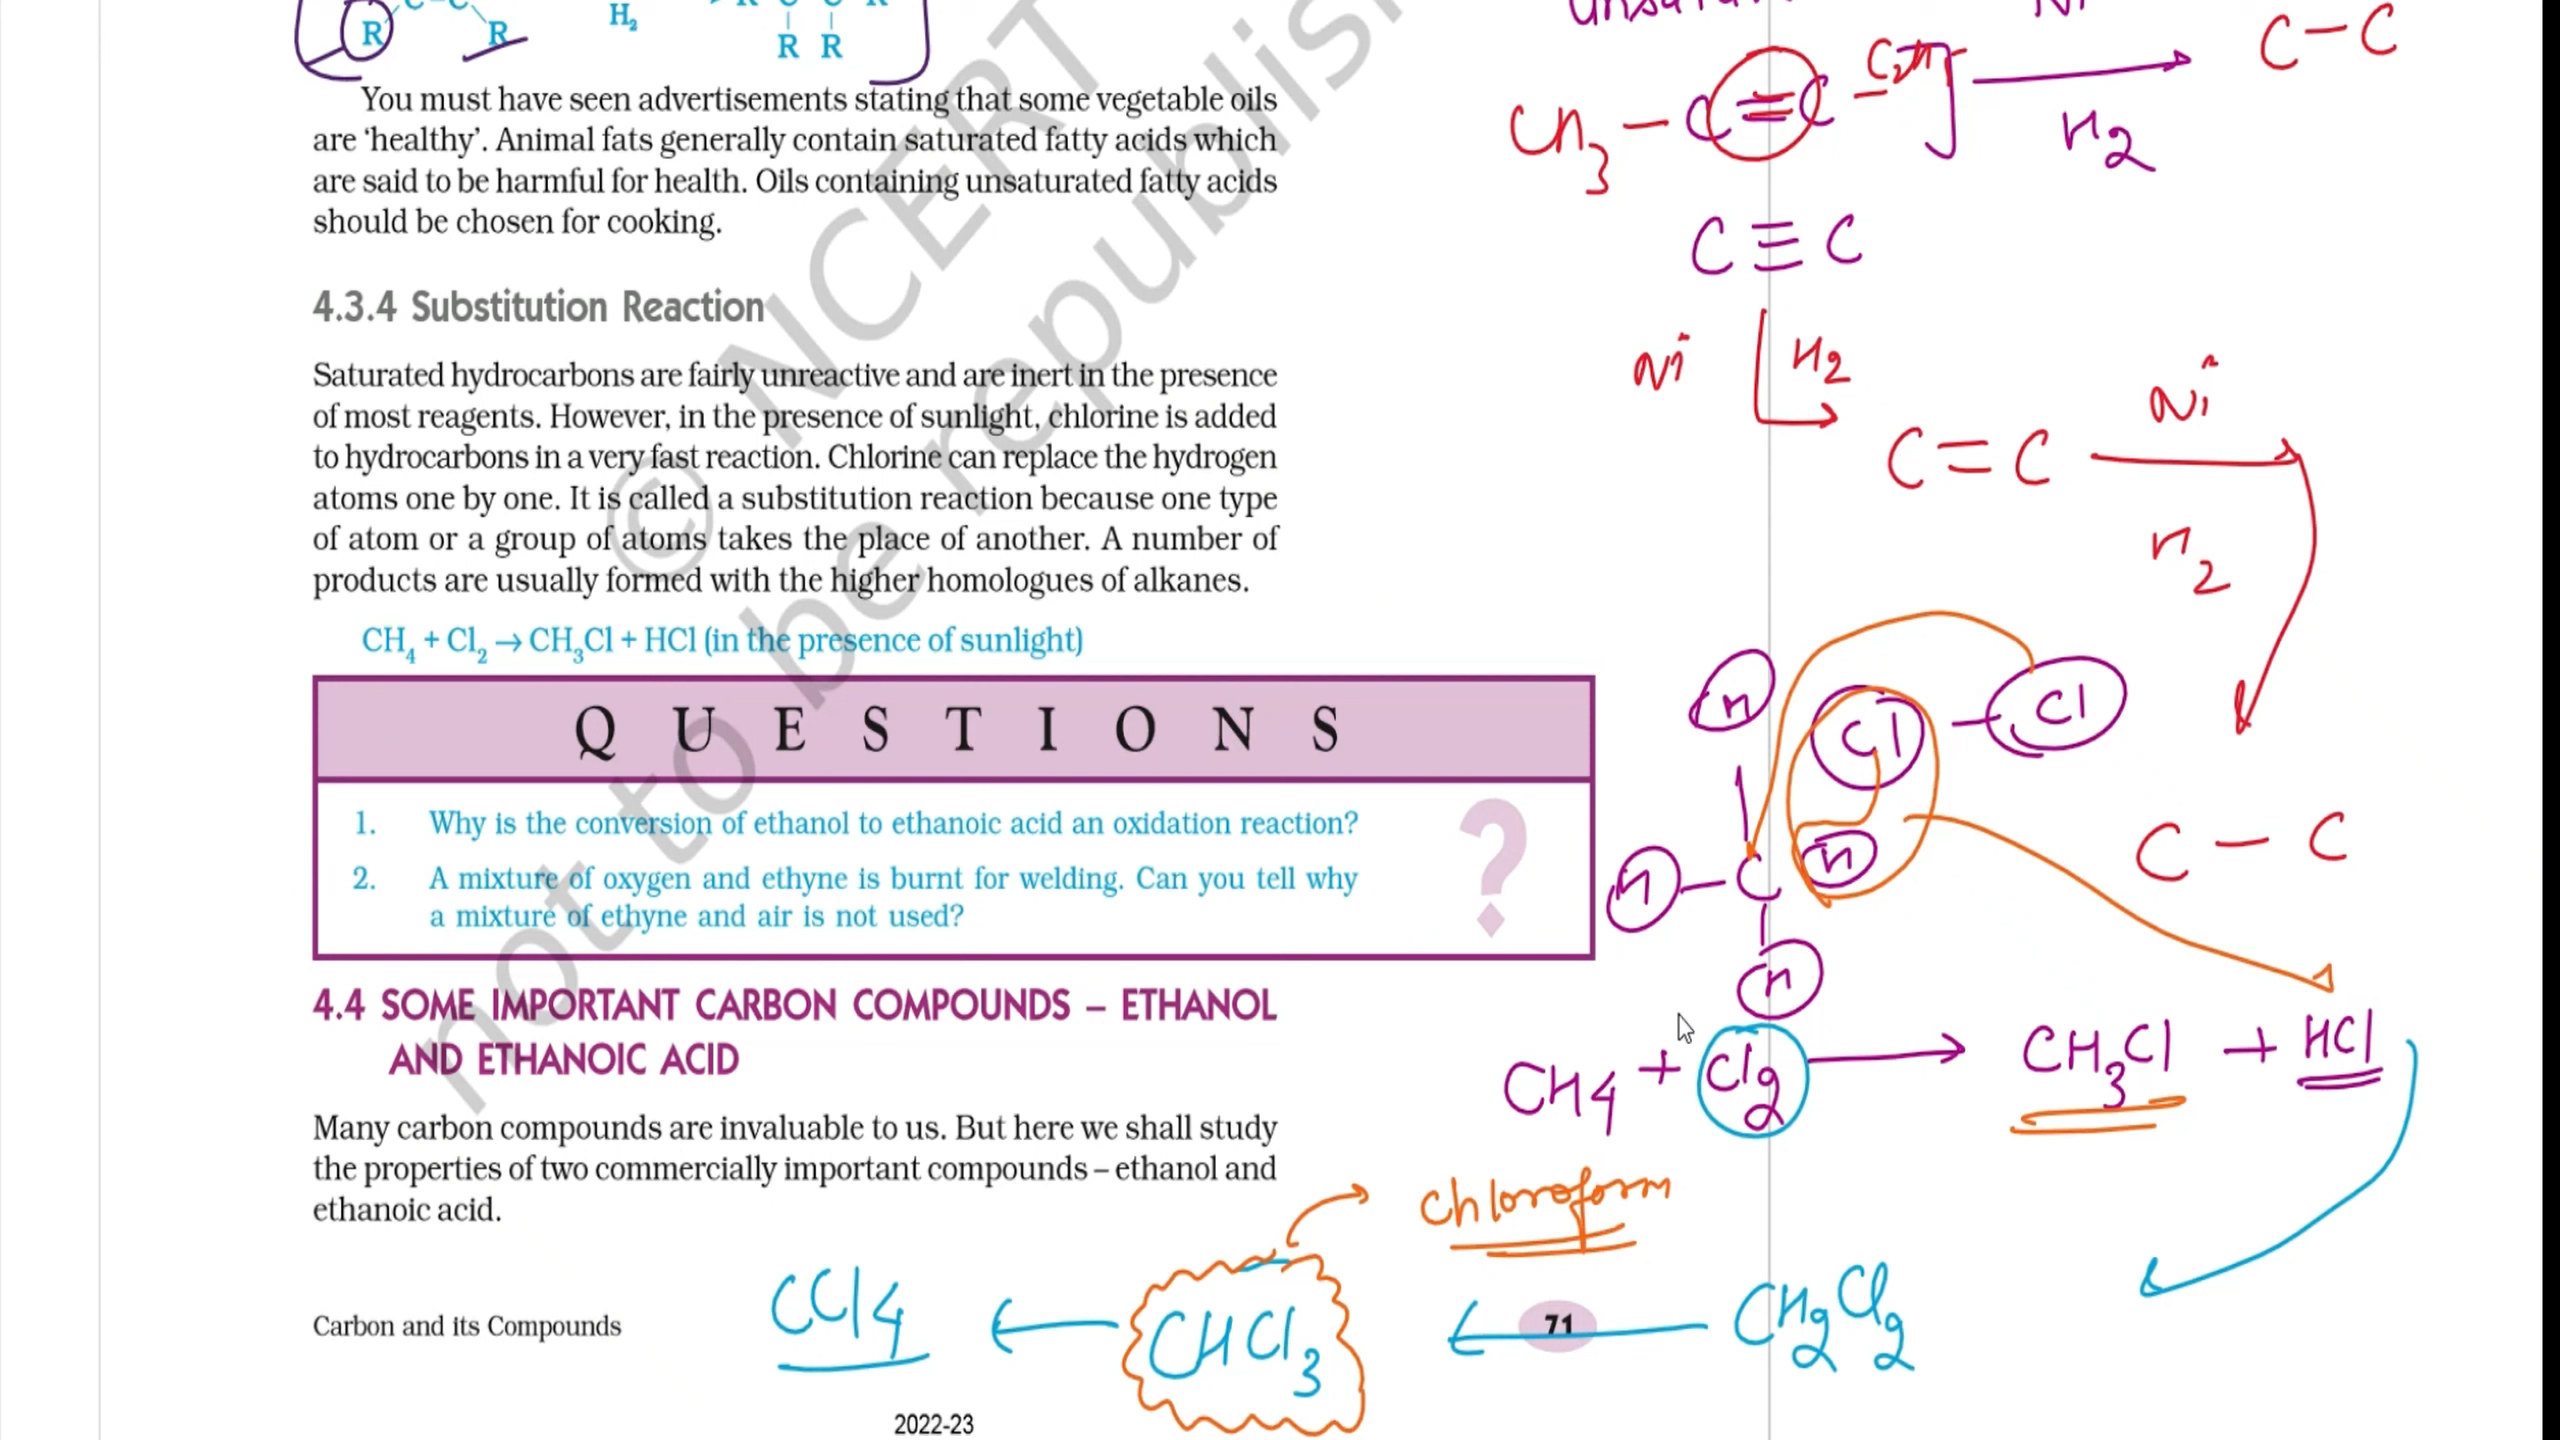 R
C – C
R
H₂
R R
You must have seen advertisements stating that some vegetable oils
are ‘healthy’. Animal fats generally contain saturated fatty acids which
are said to be harmful for health. Oils containing unsaturated fatty acids
should be chosen for cooking.
4.3.4 Substitution Reaction
Saturated hydrocarbons are fairly unreactive and are inert in the presence
of most reagents. However, in the presence of sunlight, chlorine is added
to hydrocarbons in a very fast reaction. Chlorine can replace the hydrogen
atoms one by one. It is called a substitution reaction because one type
of atom or a group of atoms takes the place of another. A number of
products are usually formed with the higher homologues of alkanes.
CH₄ + Cl₂ → CH₃Cl + HCl (in the presence of sunlight)
QUESTIONS
1. Why is the conversion of ethanol to ethanoic acid an oxidation reaction?
2. A mixture of oxygen and ethyne is burnt for welding. Can you tell why
a mixture of ethyne and air is not used?
?
4.4 SOME IMPORTANT CARBON COMPOUNDS – ETHANOL
AND ETHANOIC ACID
Many carbon compounds are invaluable to us. But here we shall study
the properties of two commercially important compounds – ethanol and
ethanoic acid.
Carbon and its Compounds
71
2022-23
© NCERT
not to be republish
C – C
CH₃ – C ≡ C – C₂H₅
H₂
C ≡ C
Ni H₂
C = C
Ni
H₂
C – C
H
Cl – Cl
H – C H
H
CH₄ + Cl₂ → CH₃Cl + HCl
Chloroform
CCl₄ ← CHCl₃ ← CH₂Cl₂